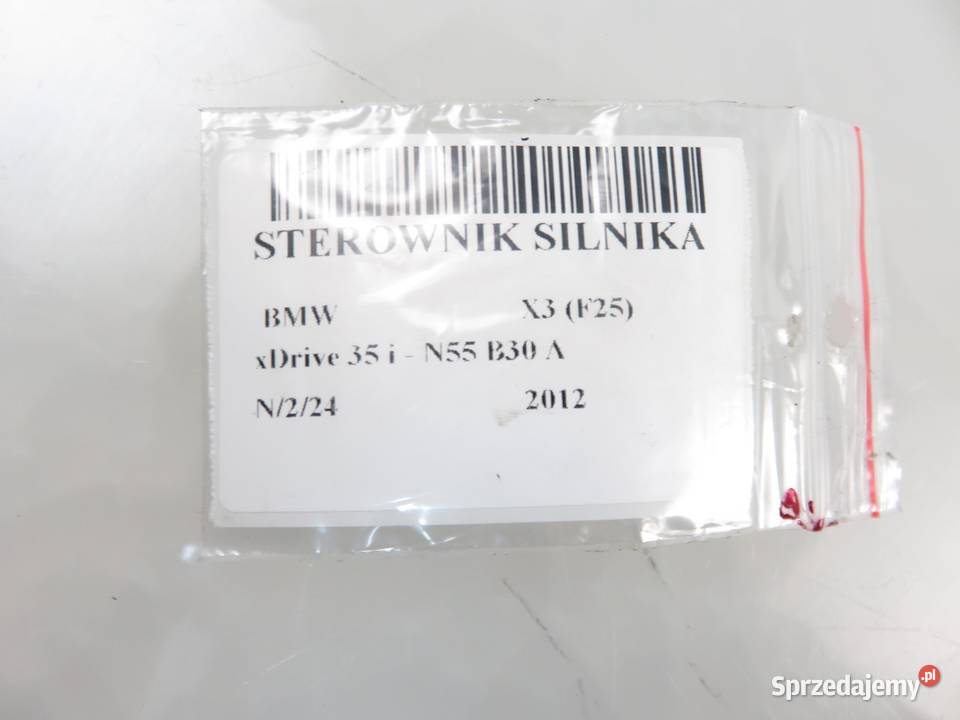 STEROWNIK SILNIKA
BMW X3 (F25)
xDrive 35 i - N55 B30 A
N/2/24 2012
Sprzedajemy.pl